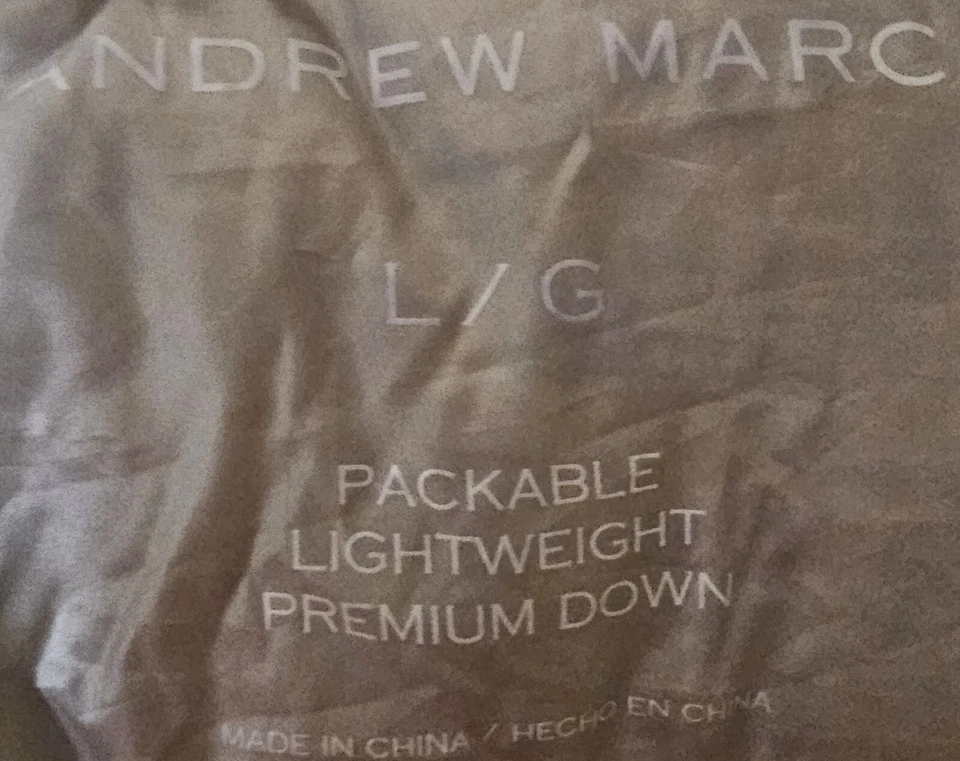 ANDREW MARC
L/G
PACKABLE
LIGHTWEIGHT
PREMIUM DOWN
MADE IN CHINA / HECHO EN CHINA